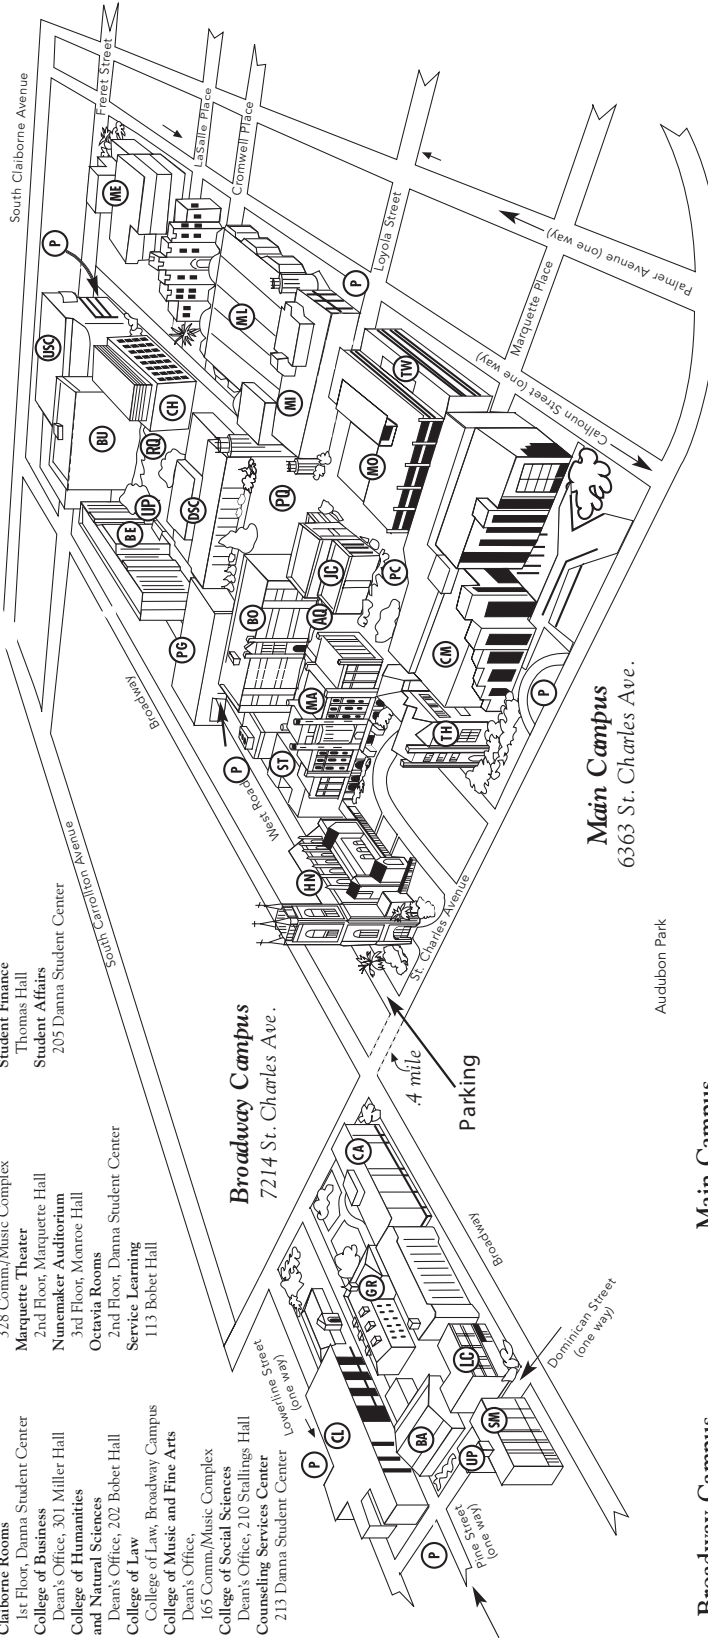 Claiborne Rooms
1st Floor, Danna Student Center
College of Business
Dean's Office, 301 Miller Hall
College of Humanities
and Natural Sciences
Dean's Office, 202 Bobet Hall
College of Law
College of Law, Broadway Campus
College of Music and Fine Arts
Dean's Office,
165 Comm./Music Complex
College of Social Sciences
Dean's Office, 210 Stallings Hall
Counseling Services Center
213 Danna Student Center
328 Comm./Music Complex
Marquette Theater
2nd Floor, Marquette Hall
Nunemaker Auditorium
3rd Floor, Monroe Hall
Octavia Rooms
2nd Floor, Danna Student Center
Service Learning
113 Bobet Hall
Student Finance
Thomas Hall
Student Affairs
205 Danna Student Center
South Claiborne Avenue
Freret Street
LaSalle Place
Cromwell Place
Loyola Street
Marquette Place
Palmer Avenue (one way)
Calhoun Street (one way)
Broadway
West Road
South Carrollton Avenue
St. Charles Avenue
P
USC
ME
BU
RQ
CH
ML
MI
P
BE
UP
DSC
PQ
TW
MO
PG
BO
JC
AQ
PC
P
ST
MA
CM
TH
P
HN
Main Campus
6363 St. Charles Ave.
Audubon Park
Broadway Campus
7214 St. Charles Ave.
.4 mile
Parking
Lowerline Street
(one way)
P
CL
CA
GR
BA
LC
UP
SM
P
Broadway
Dominican Street
(one way)
Pine Street
(one way)
Broadway Campus
Main Campus